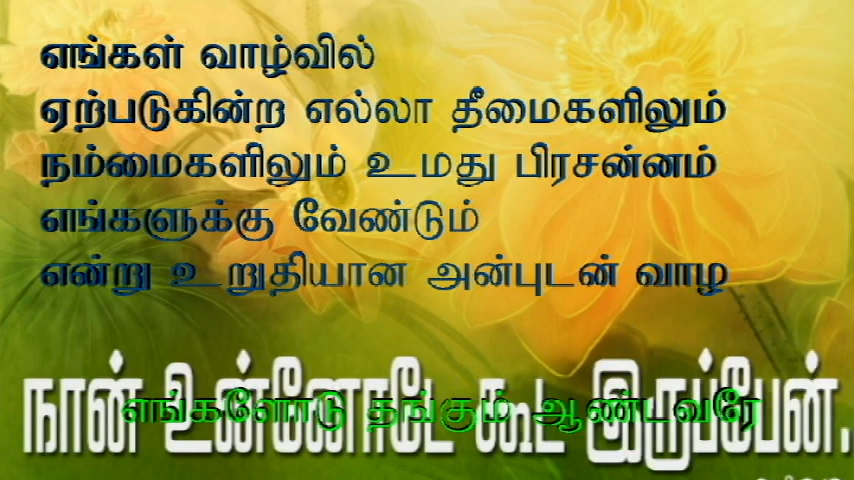 எங்கள் வாழ்வில்
ஏற்படுகின்ற எல்லா தீமைகளிலும்
நம்மைகளிலும் உமது பிரசன்னம்
எங்களுக்கு வேண்டும்
என்று உறுதியான அன்புடன் வாழ
நான் உன்னோடே கூட இருப்பேன்.
எங்களோடு தங்கும் ஆண்டவரே